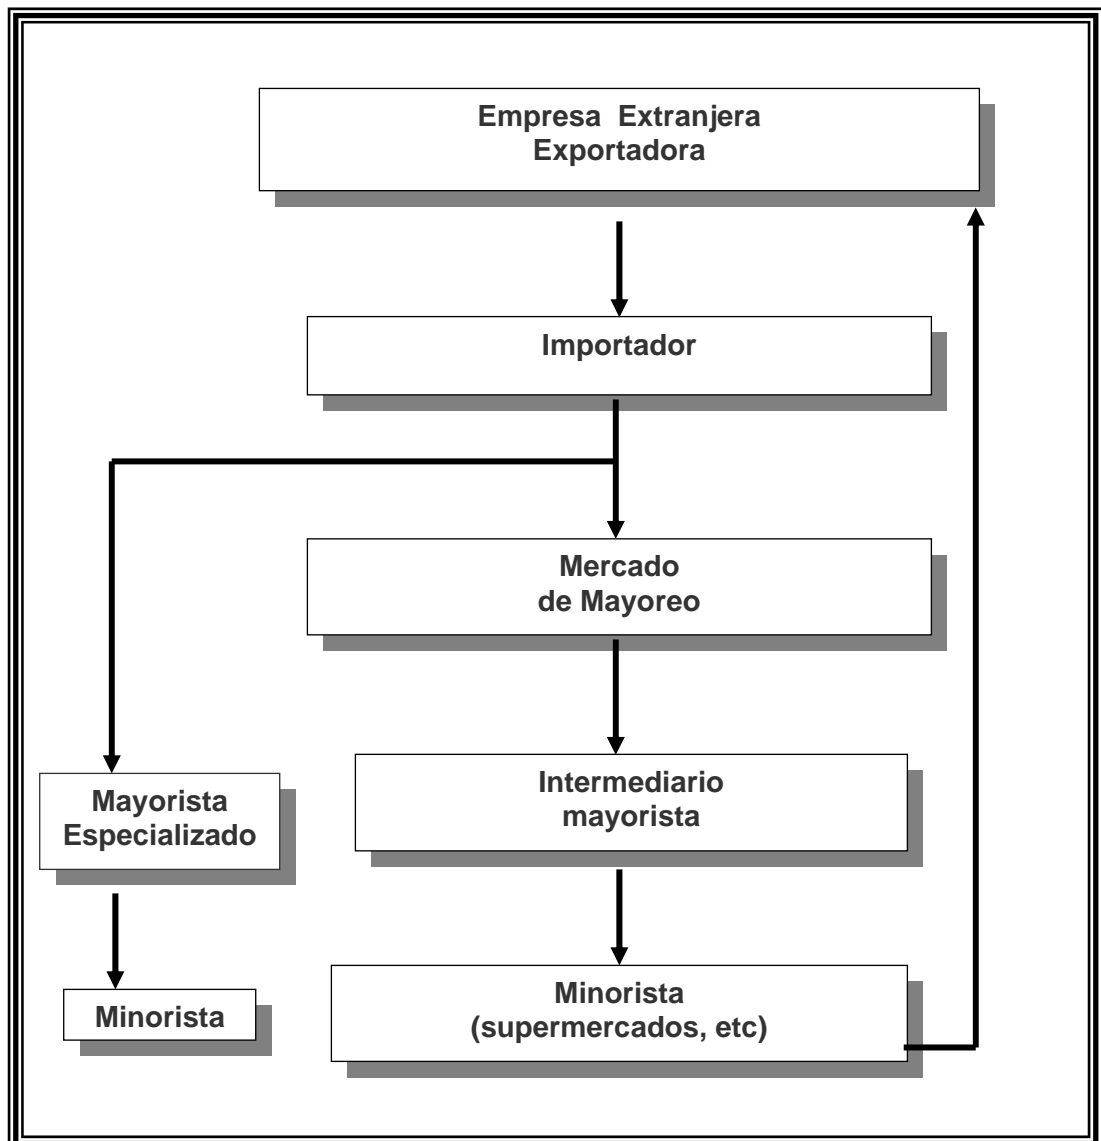 Empresa Extranjera
Exportadora
Importador
Mercado
de Mayoreo
Intermediario
mayorista
Mayorista
Especializado
Minorista
(supermercados, etc)
Minorista